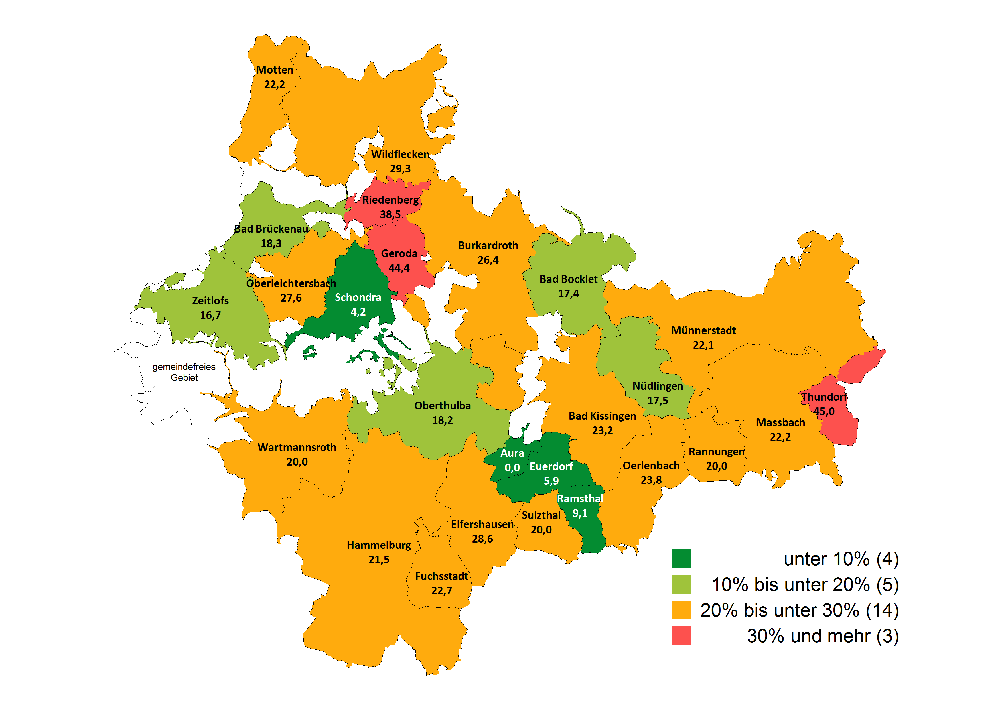 Motten
22,2
Wildflecken
29,3
Riedenberg
38,5
Bad Brückenau
18,3
Geroda
44,4
Burkardroth
26,4
Bad Bocklet
17,4
Oberleichtersbach
27,6
Schondra
4,2
Zeitlofs
16,7
Münnerstadt
22,1
gemeindefreies
Gebiet
Nüdlingen
17,5
Thundorf
45,0
Oberthulba
18,2
Bad Kissingen
23,2
Massbach
22,2
Wartmannsroth
20,0
Aura
0,0
Euerdorf
5,9
Oerlenbach
23,8
Rannungen
20,0
Ramsthal
9,1
Sulzthal
20,0
Elfershausen
28,6
Hammelburg
21,5
Fuchsstadt
22,7
unter 10% (4)
10% bis unter 20% (5)
20% bis unter 30% (14)
30% und mehr (3)